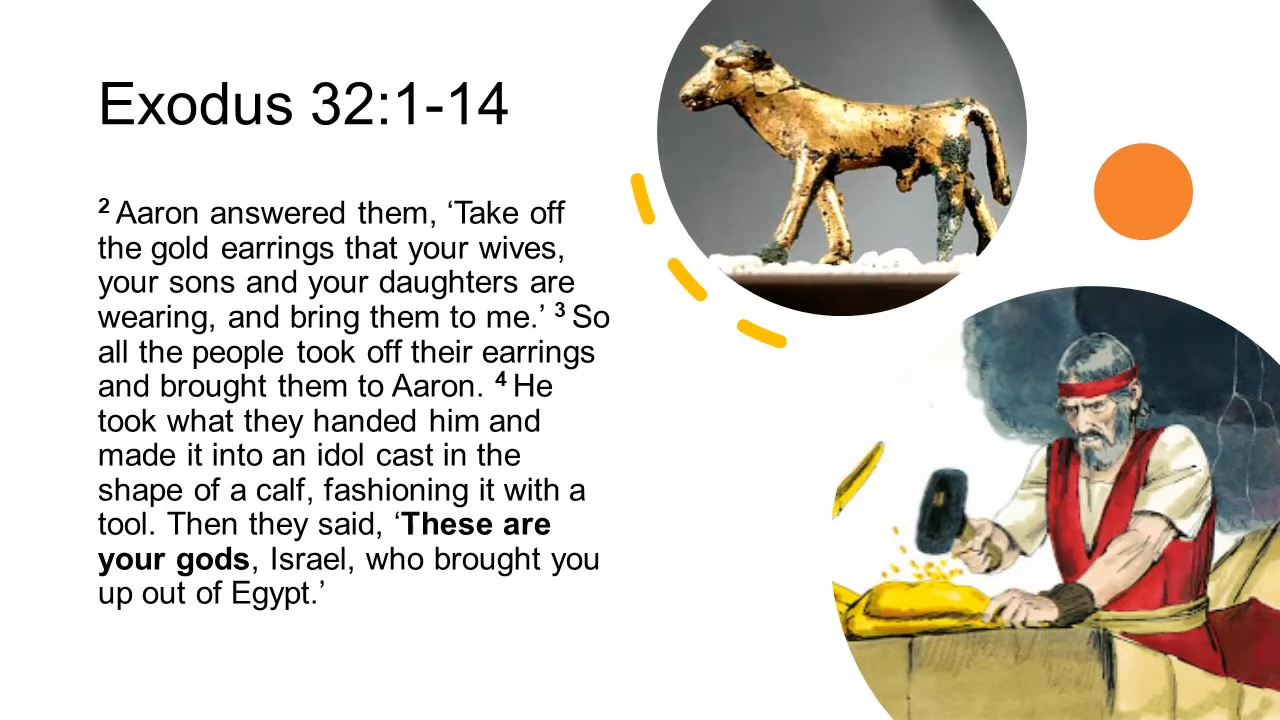 Exodus 32:1-14
2 Aaron answered them, ‘Take off
the gold earrings that your wives,
your sons and your daughters are
wearing, and bring them to me.’ 3 So
all the people took off their earrings
and brought them to Aaron. 4 He
took what they handed him and
made it into an idol cast in the
shape of a calf, fashioning it with a
tool. Then they said, ‘These are
your gods, Israel, who brought you
up out of Egypt.’